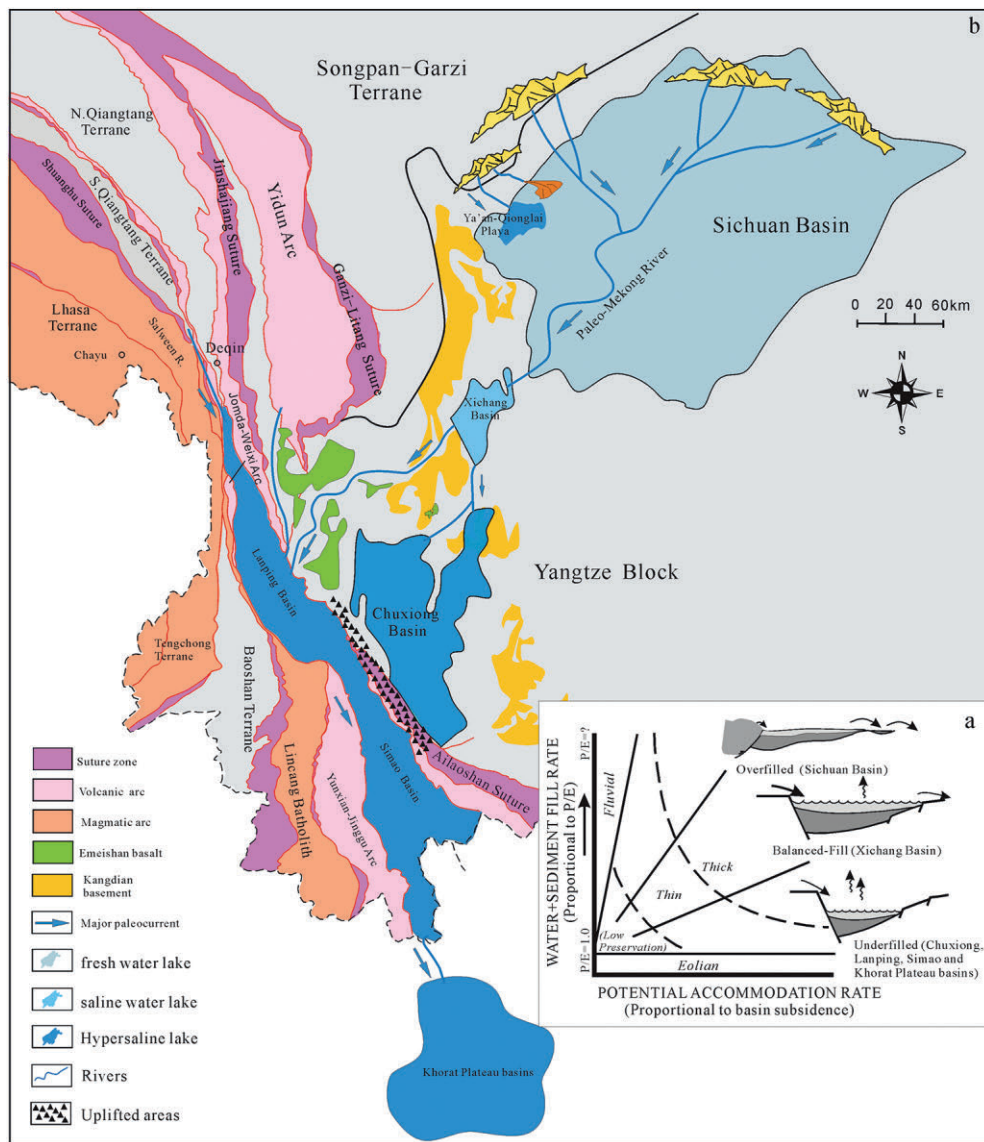 b
Songpan-Garzi
Terrane
N.Qiangtang
Terrane
Shuanghu Suture
S.Qiangtang Terrane
Jinshajiang Suture
Yidun Arc
Ganzi-Litang Suture
Ya'an-Qionglai
Playa
Sichuan Basin
Paleo-Mekong River
0 20 40 60km
N
W E
S
Lhasa
Terrane
Chayu
Salween R.
Deqin
Jomda-Weixi Arc
Xichang
Basin
Lanping Basin
Yangtze Block
Chuxiong
Basin
Tengchong
Terrane
Baoshan Terrane
Lincang Batholith
Yunxian-Jinggu Arc
Simao Basin
Ailaoshan Suture
Khorat Plateau basins
Suture zone
Volcanic arc
Magmatic arc
Emeishan basalt
Kangdian
basement
Major paleocurrent
fresh water lake
saline water lake
Hypersaline lake
Rivers
Uplifted areas
a
WATER+SEDIMENT FILL RATE
(Proportional to P/E)
P/E=?
P/E=1.0
Fluvial
Overfilled (Sichuan Basin)
Balanced-Fill (Xichang Basin)
Thick
Thin
(Low
Preservation)
Eolian
Underfilled (Chuxiong,
Lanping, Simao and
Khorat Plateau basins)
POTENTIAL ACCOMMODATION RATE
(Proportional to basin subsidence)